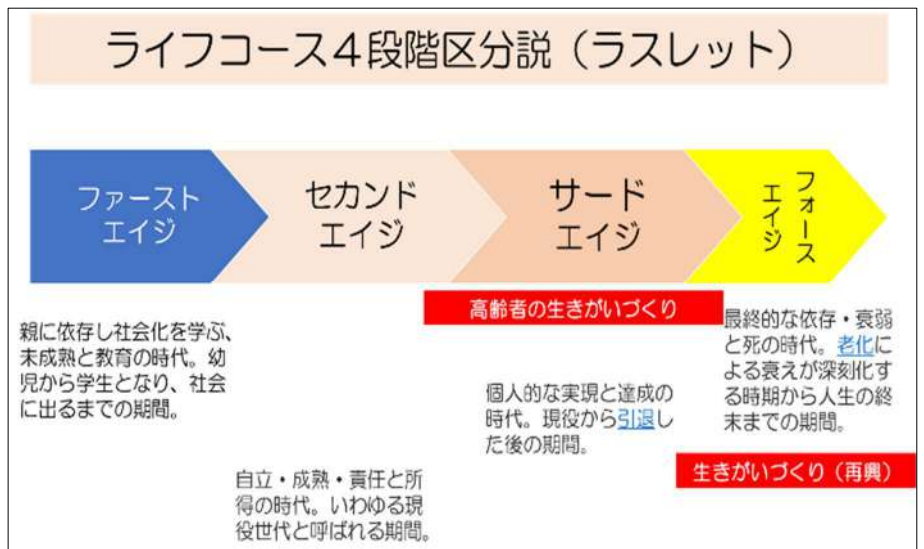 ライフコース4段階区分説（ラスレット）
ファースト
エイジ
セカンド
エイジ
サード
エイジ
フォース
エイジ
親に依存し社会化を学ぶ、
未成熟と教育の時代。幼
児から学生となり、社会
に出るまでの期間。
自立・成熟・責任と所
得の時代。いわゆる現
役世代と呼ばれる期間。
高齢者の生きがいづくり
個人的な実現と達成の
時代。現役から引退し
た後の期間。
最終的な依存・衰弱
と死の時代。老化に
よる衰えが深刻化す
る時期から人生の終
末までの期間。
生きがいづくり（再興）